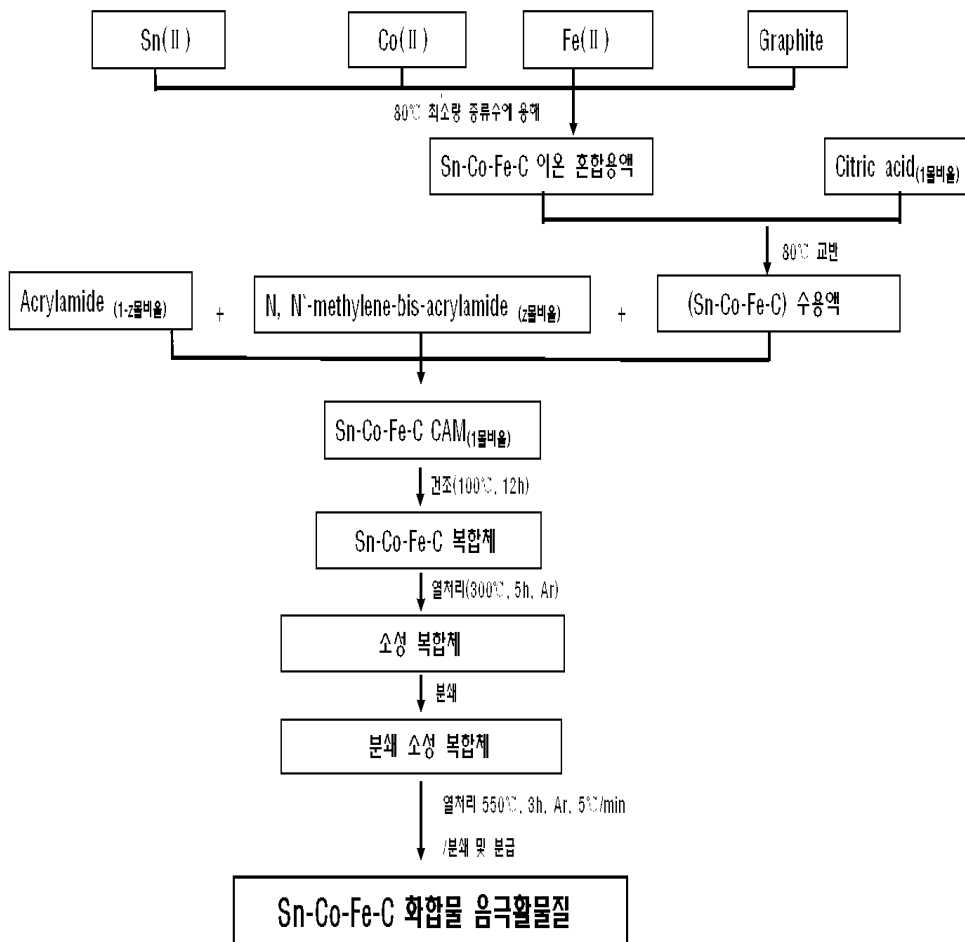 Sn(Ⅱ) Co(Ⅱ) Fe(Ⅱ) Graphite
80℃ 최소량 증류수에 용해
Sn-Co-Fe-C 이온 혼합용액 Citric acid(1몰비율)
80℃ 교반
Acrylamide (1-z몰비율) + N, N`-methylene-bis-acrylamide (z몰비율) + (Sn-Co-Fe-C) 수용액
Sn-Co-Fe-C CAM(1몰비율)
건조(100℃, 12h)
Sn-Co-Fe-C 복합체
열처리(300℃, 5h, Ar)
소성 복합체
분쇄
분쇄 소성 복합체
열처리 550℃, 3h, Ar, 5℃/min
/분쇄 및 분급
Sn-Co-Fe-C 화합물 음극활물질